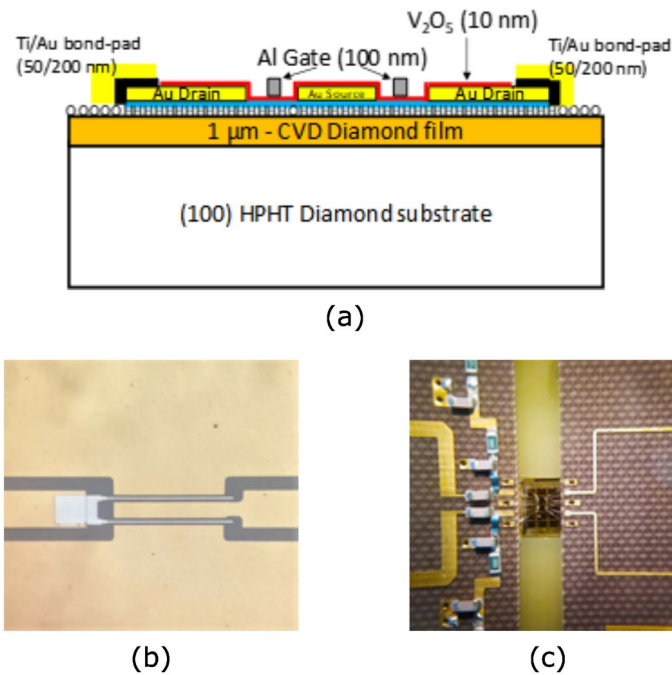 V₂O₅ (10 nm)
Ti/Au bond-pad
(50/200 nm)
Al Gate (100 nm)
Ti/Au bond-pad
(50/200 nm)
Au Drain
Au Source
Au Drain
1 µm - CVD Diamond film
(100) HPHT Diamond substrate
(a)
(b)
(c)